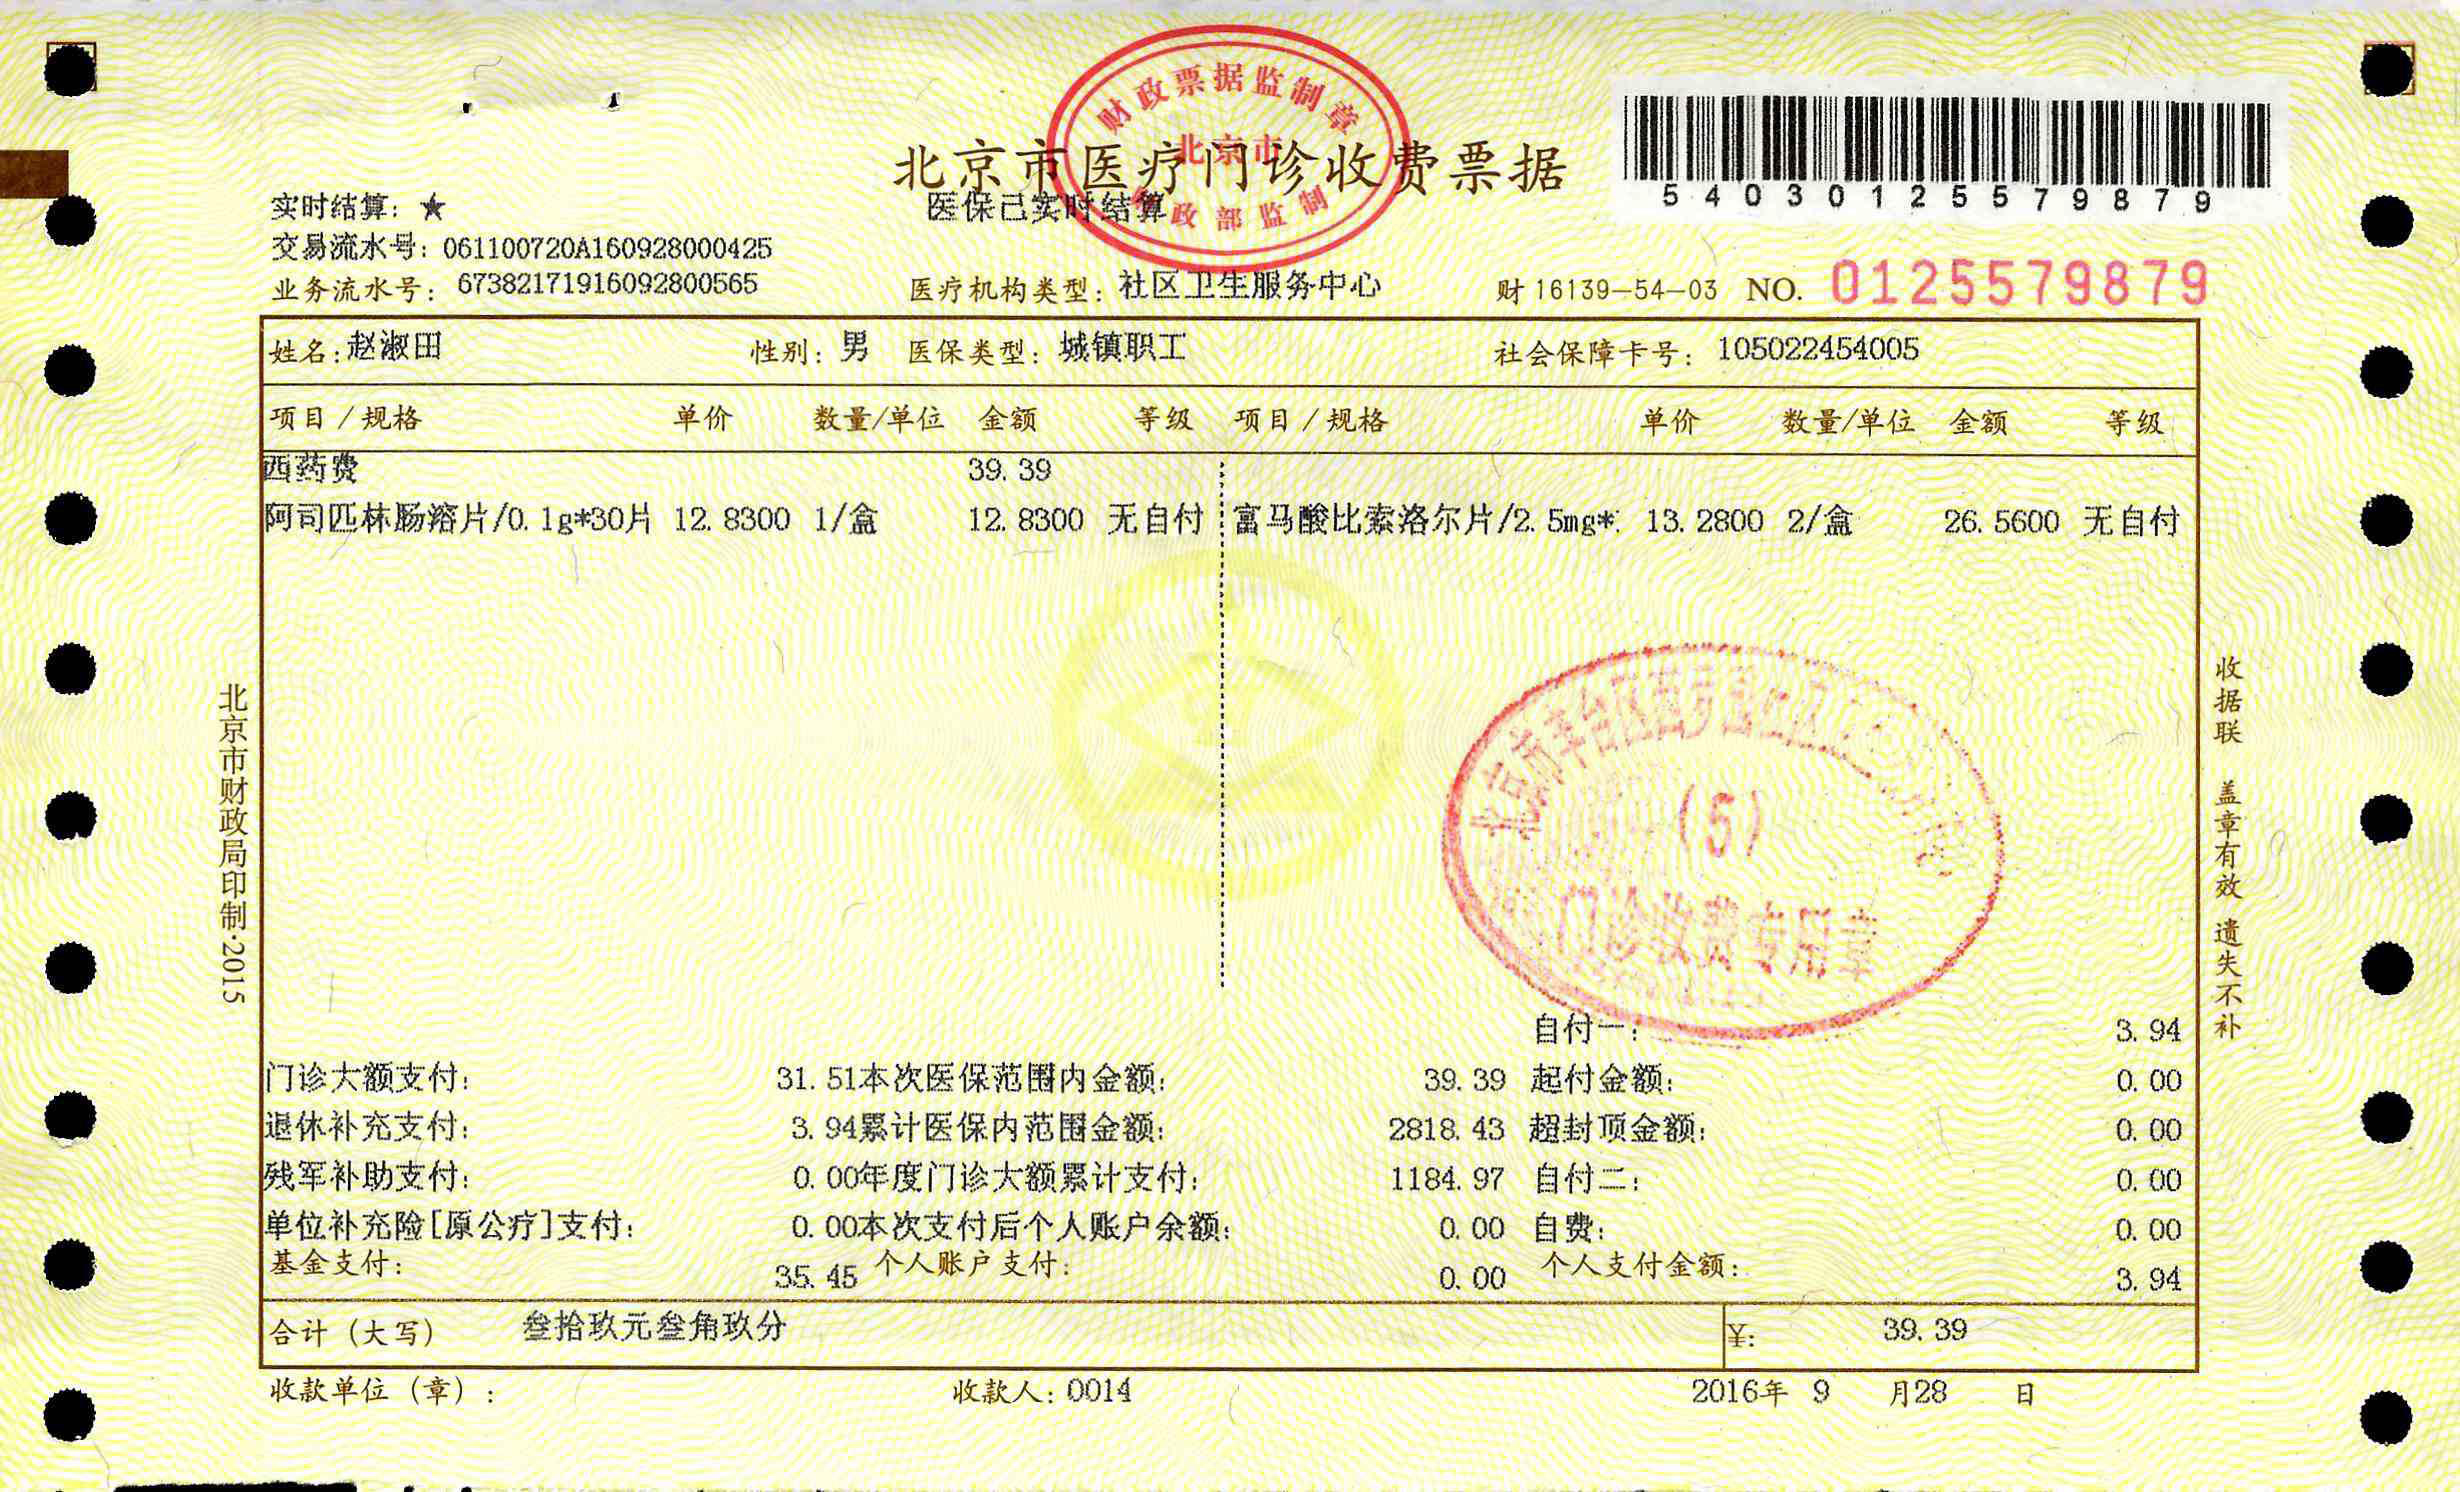 财政票据监制章
北京市
政部监制
北京市医疗门诊收费票据
5403012557 9879
实时结算：★
医保已实时结算
交易流水号：061100720A160928000425
业务流水号：67382171916092800565 医疗机构类型：社区卫生服务中心 财 16139-54-03 NO. 0125579879
姓名：赵淑田 性别：男 医保类型：城镇职工 社会保障卡号：105022454005
项目/规格 单价 数量/单位 金额 等级 项目/规格 单价 数量/单位 金额 等级
西药费 39.39
阿司匹林肠溶片/0.1g*30片 12.8300 1/盒 12.8300 无自付 富马酸比索洛尔片/2.5mg* 13.2800 2/盒 26.5600 无自付
(5)
门诊收费专用章
自付一： 3.94
门诊大额支付： 31.51 本次医保范围内金额： 39.39 起付金额： 0.00
退休补充支付： 3.94 累计医保内范围金额： 2818.43 超封顶金额： 0.00
残军补助支付： 0.00 年度门诊大额累计支付： 1184.97 自付二： 0.00
单位补充险[原公疗]支付： 0.00 本次支付后个人账户余额： 0.00 自费： 0.00
基金支付： 35.45 个人账户支付： 0.00 个人支付金额： 3.94
合计（大写） 叁拾玖元叁角玖分 ¥： 39.39
收款单位（章）： 收款人：0014 2016年 9 月28 日
北京市财政局印制·2015
收据联 盖章有效 遗失不补